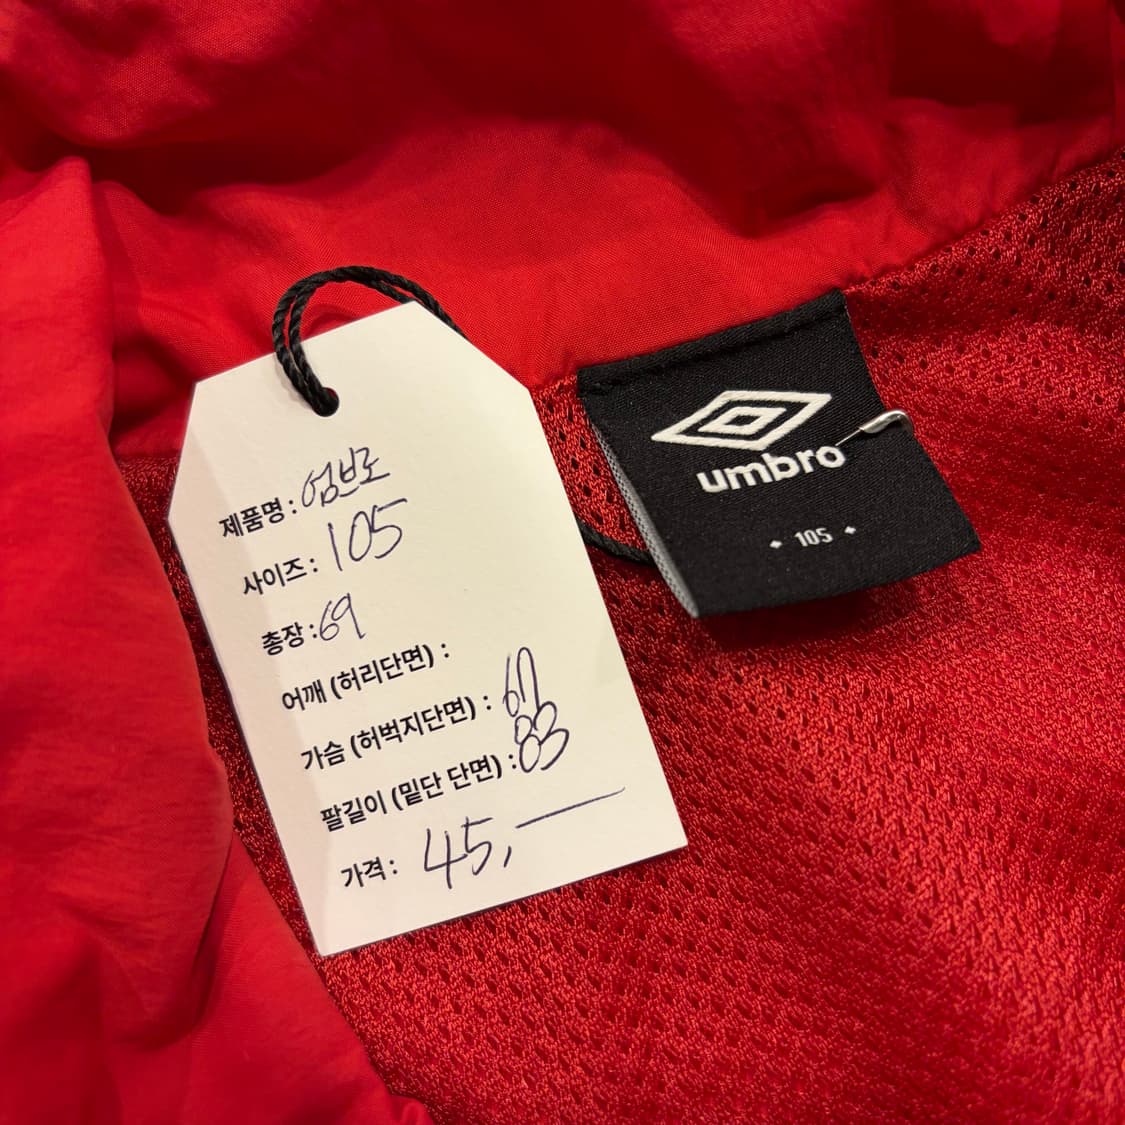 제품명 : 엄브로
사이즈 : 105
총장 : 69
어깨 (허리단면) :
가슴 (허벅지단면) : 67
팔길이 (밑단 단면) : 83
가격 : 45,—
umbro
105